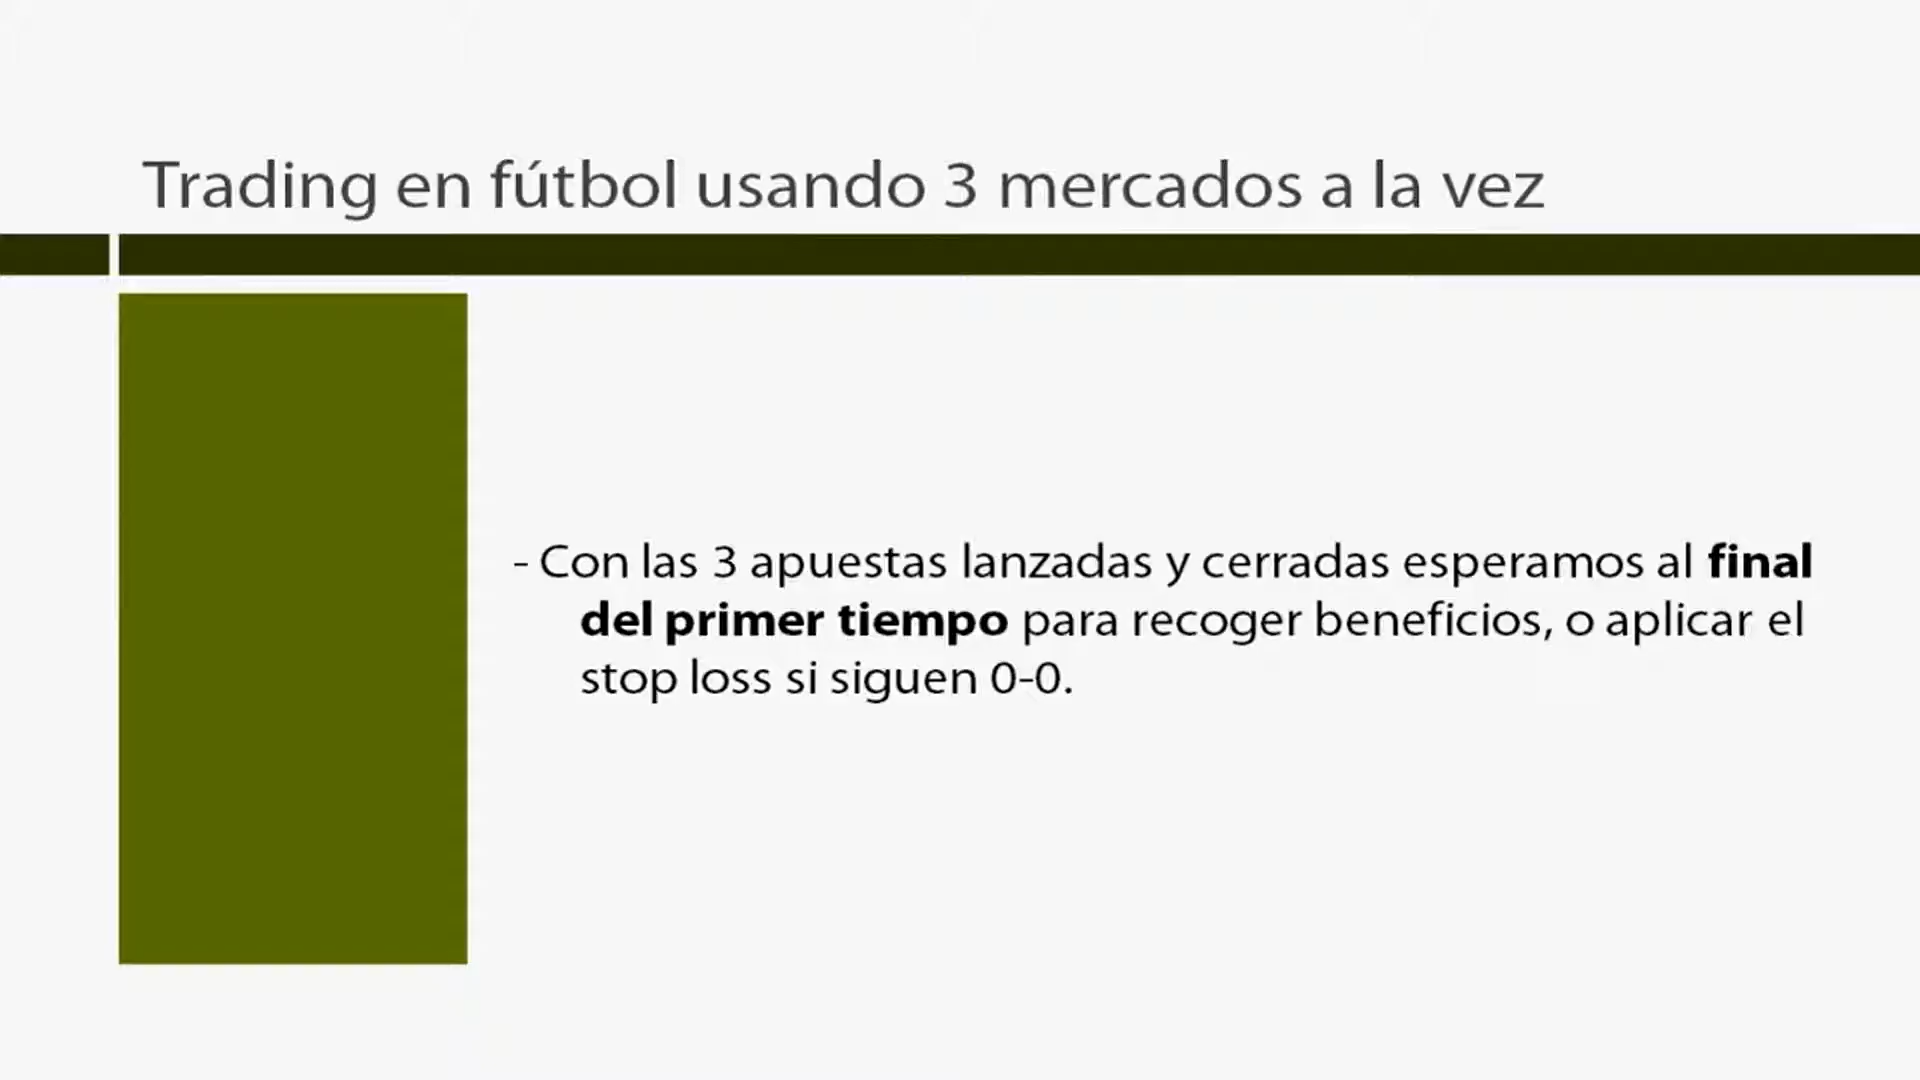 Trading en fútbol usando 3 mercados a la vez
- Con las 3 apuestas lanzadas y cerradas esperamos al final
del primer tiempo para recoger beneficios, o aplicar el
stop loss si siguen 0-0.